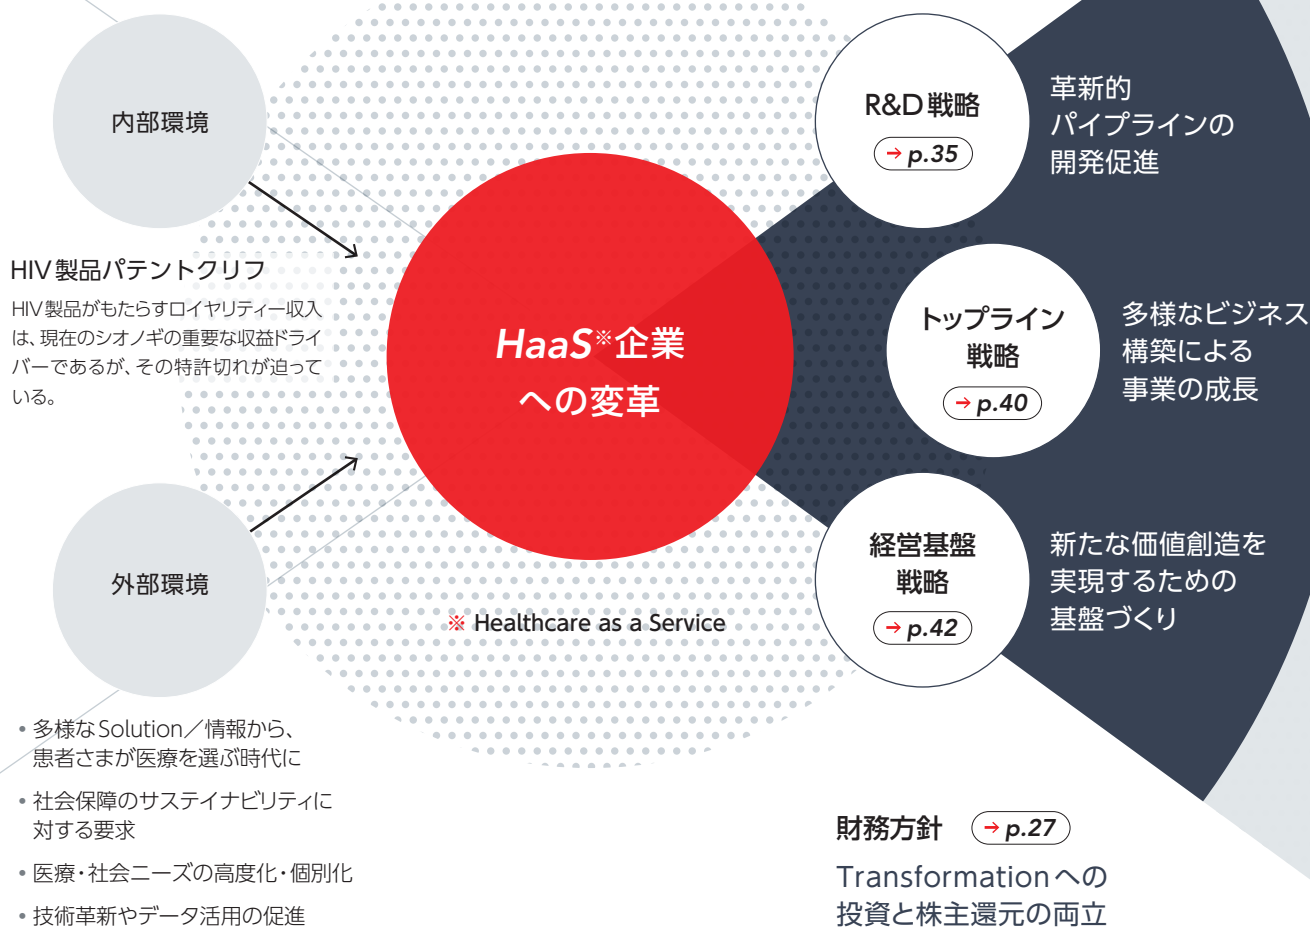 内部環境
HIV製品パテントクリフ
HIV製品がもたらすロイヤリティー収入
は、現在のシオノギの重要な収益ドライ
バーであるが、その特許切れが迫って
いる。
外部環境
• 多様なSolution／情報から、
患者さまが医療を選ぶ時代に
• 社会保障のサステイナビリティに
対する要求
• 医療・社会ニーズの高度化・個別化
• 技術革新やデータ活用の促進
HaaS※企業
への変革
※ Healthcare as a Service
R&D戦略
→ p.35
革新的
パイプラインの
開発促進
トップライン
戦略
→ p.40
多様なビジネス
構築による
事業の成長
経営基盤
戦略
→ p.42
新たな価値創造を
実現するための
基盤づくり
財務方針 → p.27
Transformationへの
投資と株主還元の両立